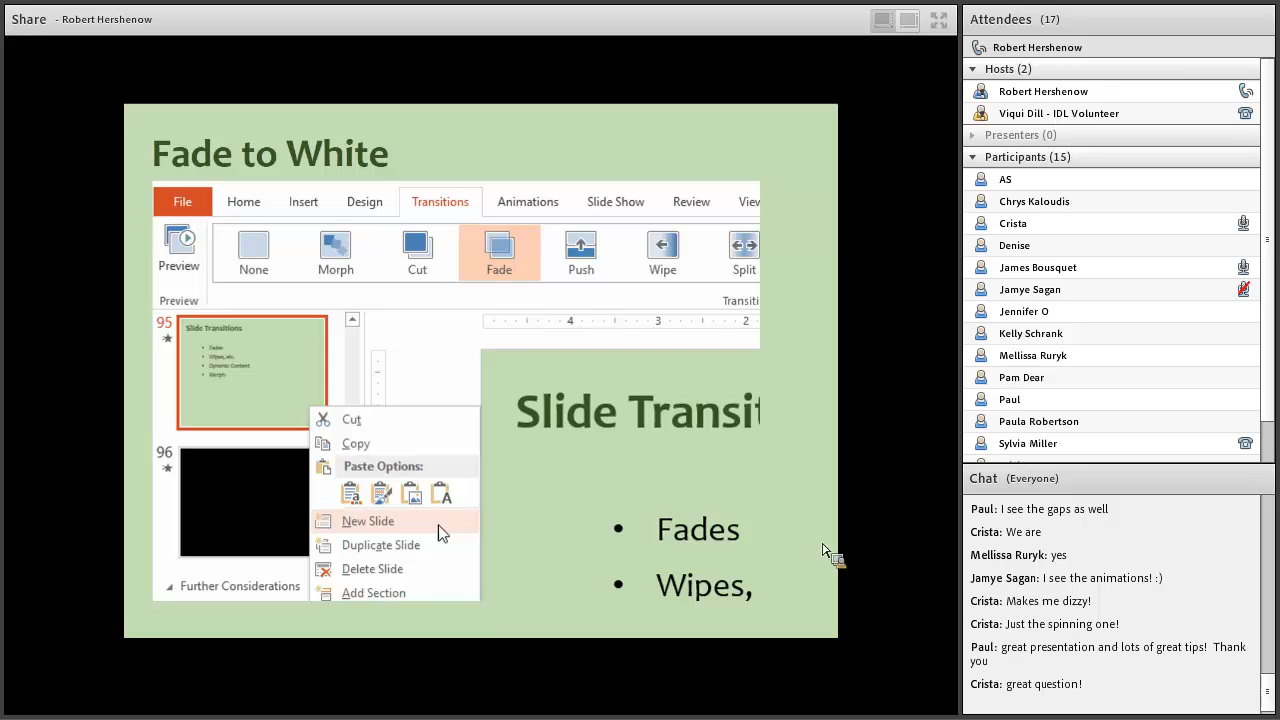 Share - Robert Hershenow
Fade to White
File Home Insert Design Transitions Animations Slide Show Review View
Preview None Morph Cut Fade Push Wipe Split
Preview Transiti
4 3 2
95
Slide Transitions
• Fades
• Wipes, etc.
• Dynamic Content
• Morph
96
Further Considerations
Cut
Copy
Paste Options:
New Slide
Duplicate Slide
Delete Slide
Add Section
Slide Transit
• Fades
• Wipes,
Attendees (17)
Robert Hershenow
Hosts (2)
Robert Hershenow
Viqui Dill - IDL Volunteer
Presenters (0)
Participants (15)
AS
Chrys Kaloudis
Crista
Denise
James Bousquet
Jamye Sagan
Jennifer O
Kelly Schrank
Mellissa Ruryk
Pam Dear
Paul
Paula Robertson
Sylvia Miller
Chat (Everyone)
Paul: I see the gaps as well
Crista: We are
Mellissa Ruryk: yes
Jamye Sagan: I see the animations! :)
Crista: Makes me dizzy!
Crista: Just the spinning one!
Paul: great presentation and lots of great tips! Thank
you
Crista: great question!